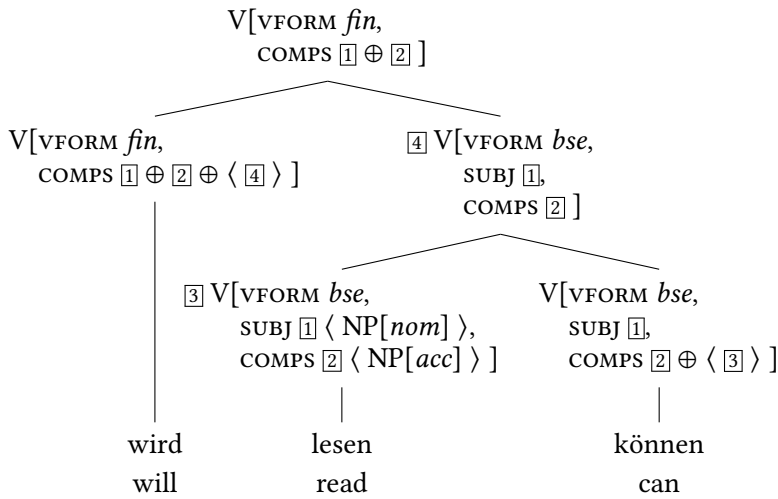 V[VFORM fin,
COMPS 1 ⊕ 2 ]
V[VFORM fin,
COMPS 1 ⊕ 2 ⊕ ⟨ 4 ⟩ ]
4 V[VFORM bse,
SUBJ 1,
COMPS 2 ]
3 V[VFORM bse,
SUBJ 1 ⟨ NP[nom] ⟩,
COMPS 2 ⟨ NP[acc] ⟩ ]
V[VFORM bse,
SUBJ 1,
COMPS 2 ⊕ ⟨ 3 ⟩ ]
wird lesen können
will read can